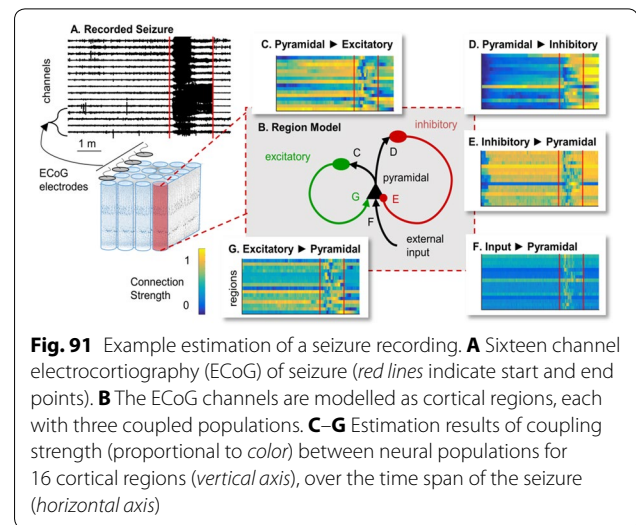 A. Recorded Seizure
channels
1 m
ECoG
electrodes
C. Pyramidal ► Excitatory
D. Pyramidal ► Inhibitory
B. Region Model
inhibitory
excitatory
C
D
pyramidal
G
E
F
external
input
E. Inhibitory ► Pyramidal
F. Input ► Pyramidal
G. Excitatory ► Pyramidal
regions
1
Connection
Strength
0
Fig. 91 Example estimation of a seizure recording. A Sixteen channel
electrocortiography (ECoG) of seizure (red lines indicate start and end
points). B The ECoG channels are modelled as cortical regions, each
with three coupled populations. C–G Estimation results of coupling
strength (proportional to color) between neural populations for
16 cortical regions (vertical axis), over the time span of the seizure
(horizontal axis)